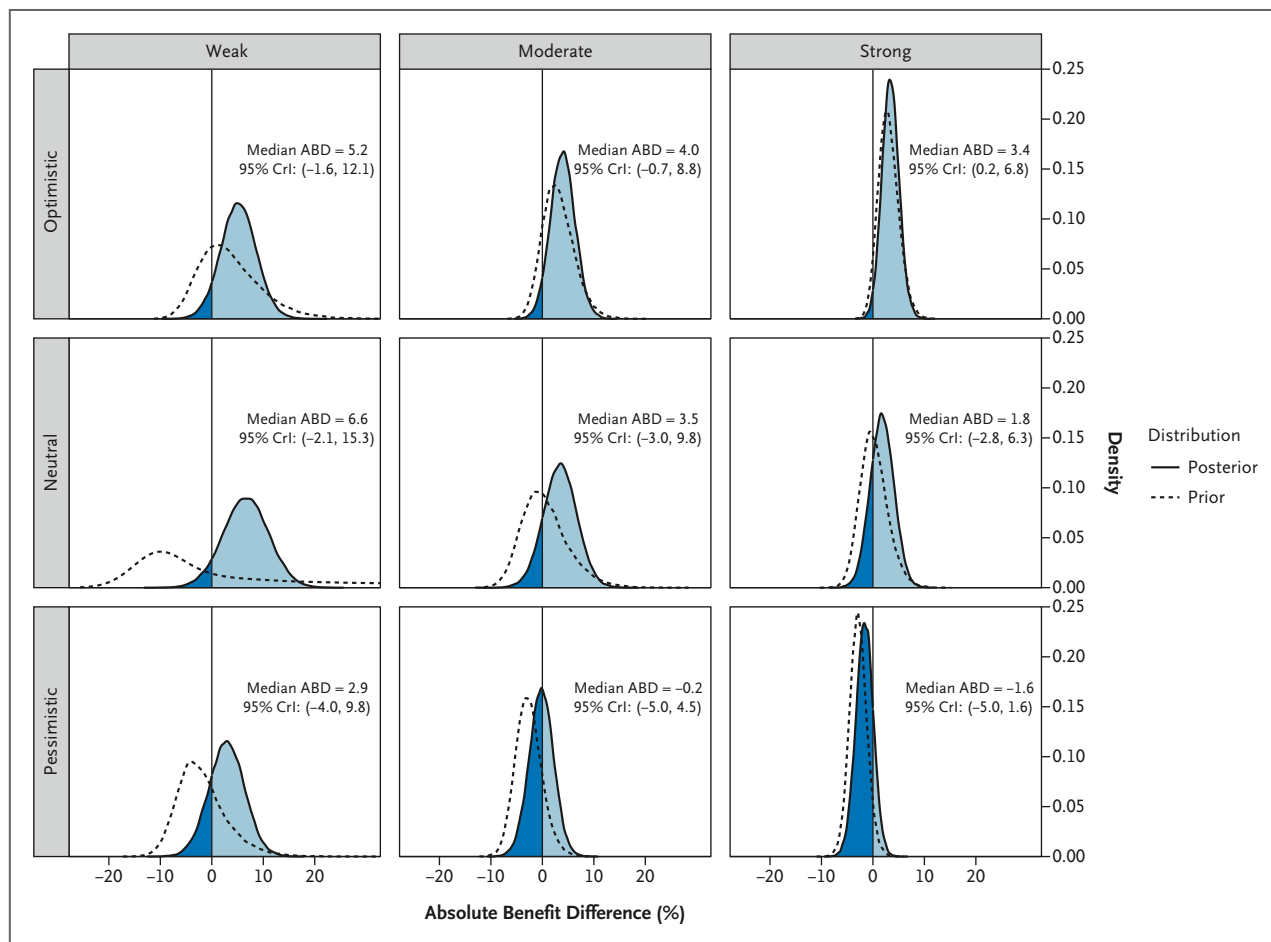 Weak
Moderate
Strong
Optimistic
Median ABD = 5.2
95% CrI: (−1.6, 12.1)
Median ABD = 4.0
95% CrI: (−0.7, 8.8)
Median ABD = 3.4
95% CrI: (0.2, 6.8)
0.25
0.20
0.15
0.10
0.05
0.00
Neutral
Median ABD = 6.6
95% CrI: (−2.1, 15.3)
Median ABD = 3.5
95% CrI: (−3.0, 9.8)
Median ABD = 1.8
95% CrI: (−2.8, 6.3)
0.25
0.20
0.15
0.10
0.05
0.00
Density
Distribution
Posterior
Prior
Pessimistic
Median ABD = 2.9
95% CrI: (−4.0, 9.8)
Median ABD = −0.2
95% CrI: (−5.0, 4.5)
Median ABD = −1.6
95% CrI: (−5.0, 1.6)
0.25
0.20
0.15
0.10
0.05
0.00
−20 −10 0 10 20
−20 −10 0 10 20
−20 −10 0 10 20
Absolute Benefit Difference (%)